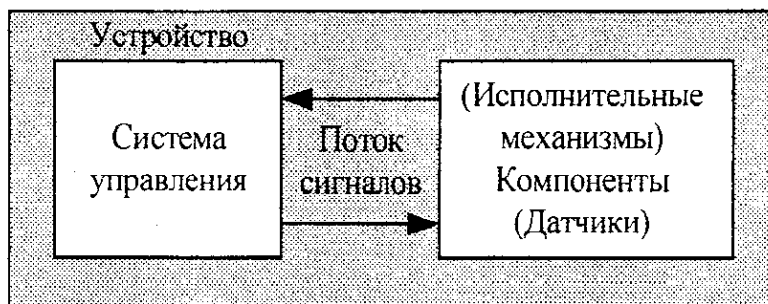 Устройство
Система
управления
Поток
сигналов
(Исполнительные
механизмы)
Компоненты
(Датчики)